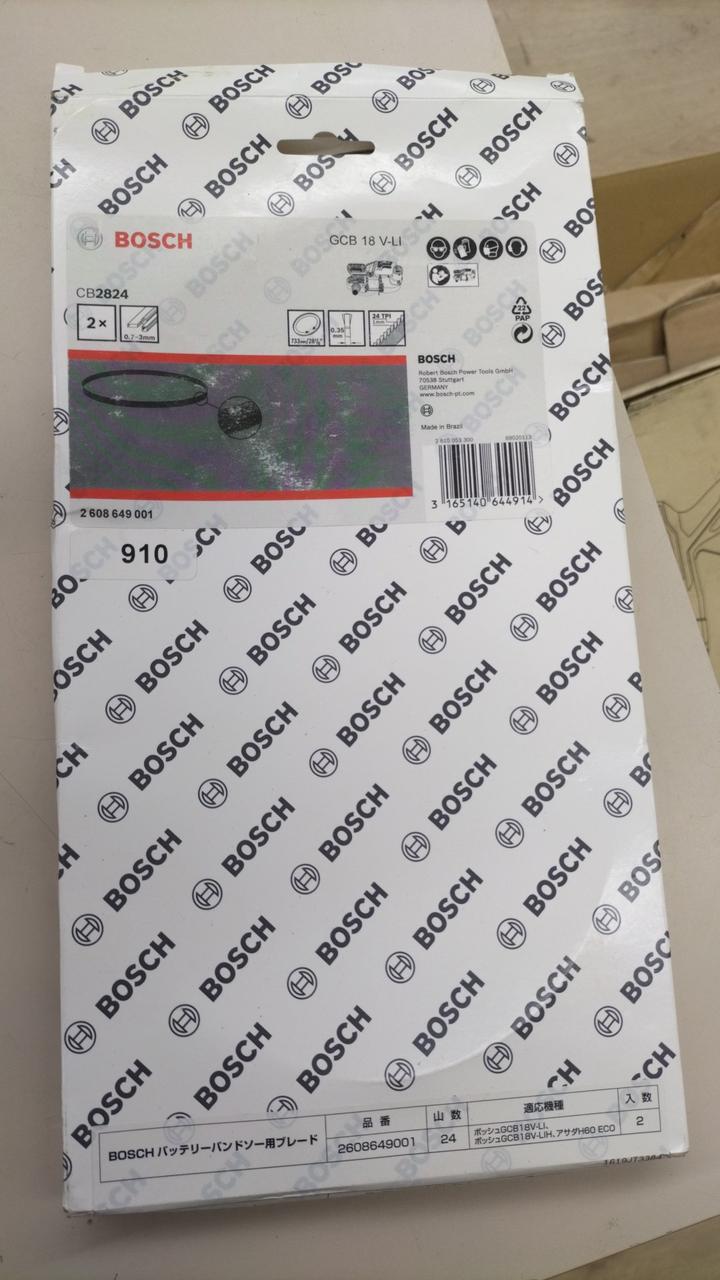 BOSCH
GCB 18 V-LI
CB2824
2×
0.7-3mm
733mm/28⅞"
0.35
mm
24 TPI
1mm
22
PAP
BOSCH
Robert Bosch Power Tools GmbH
70538 Stuttgart
GERMANY
www.bosch-pt.com
Made in Brazil
3 165140 644914 >
2 608 649 001
910
BOSCH バッテリーバンドソー用ブレード
品 番
2608649001
山 数
24
適応機種
ボッシュGCB18V-LI、
ボッシュGCB18V-LIH、アサダH60 ECO
入 数
2